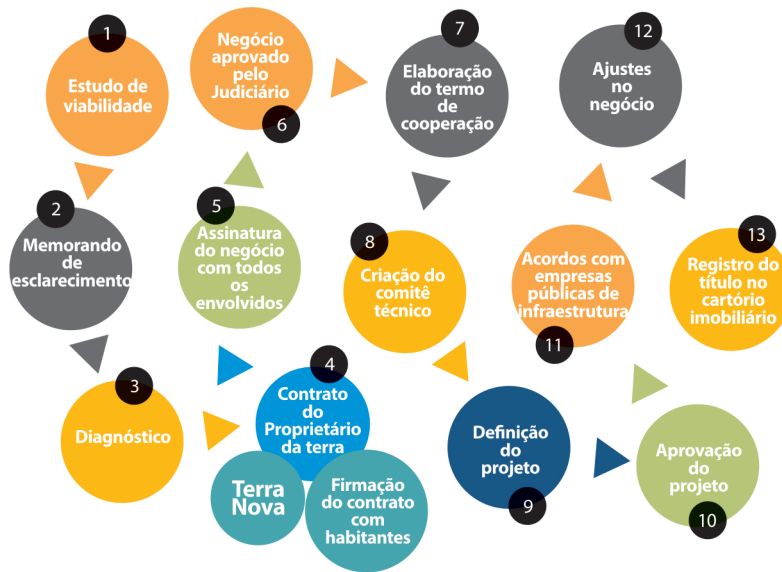 1
Estudo de
viabilidade
2
Memorando
de
esclarecimento
3
Diagnóstico
4
Contrato
do
Proprietário
da terra
Terra
Nova
Firmação
do contrato
com
habitantes
5
Assinatura
do negócio
com todos
os
envolvidos
Negócio
aprovado
pelo
Judiciário
6
7
Elaboração
do termo
de
cooperação
8
Criação do
comitê
técnico
Definição
do
projeto
9
Aprovação
do
projeto
10
Acordos com
empresas
públicas de
infraestrutura
11
12
Ajustes
no
negócio
13
Registro do
título no
cartório
imobiliário